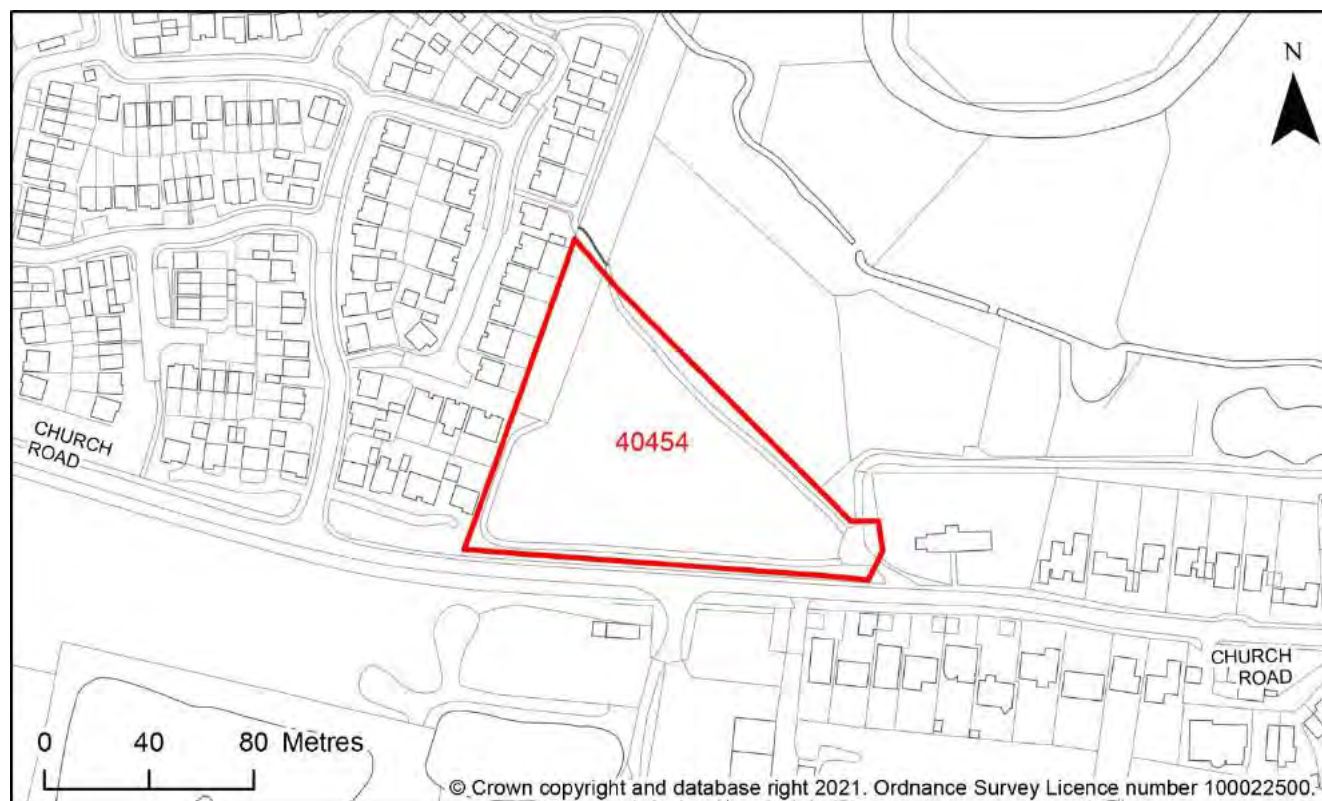 N
40454
CHURCH
ROAD
CHURCH
ROAD
0 40 80 Metres
© Crown copyright and database right 2021. Ordnance Survey Licence number 100022500.